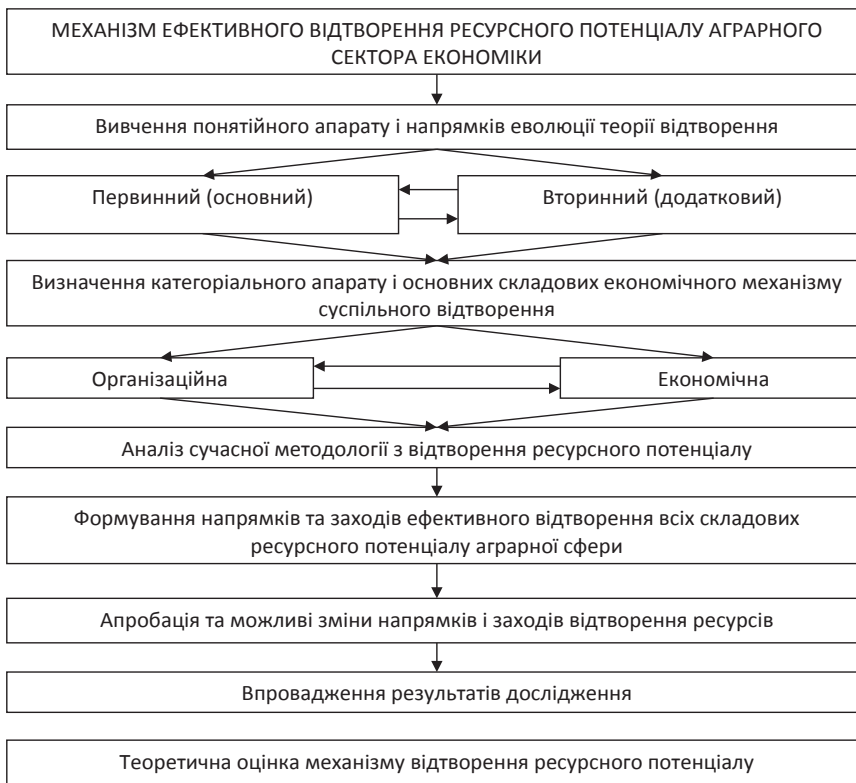 МЕХАНІЗМ ЕФЕКТИВНОГО ВІДТВОРЕННЯ РЕСУРСНОГО ПОТЕНЦІАЛУ АГРАРНОГО
СЕКТОРА ЕКОНОМІКИ
Вивчення понятійного апарату і напрямків еволюції теорії відтворення
Первинний (основний)
Вторинний (додатковий)
Визначення категоріального апарату і основних складових економічного механізму
суспільного відтворення
Організаційна
Економічна
Аналіз сучасної методології з відтворення ресурсного потенціалу
Формування напрямків та заходів ефективного відтворення всіх складових
ресурсного потенціалу аграрної сфери
Апробація та можливі зміни напрямків і заходів відтворення ресурсів
Впровадження результатів дослідження
Теоретична оцінка механізму відтворення ресурсного потенціалу